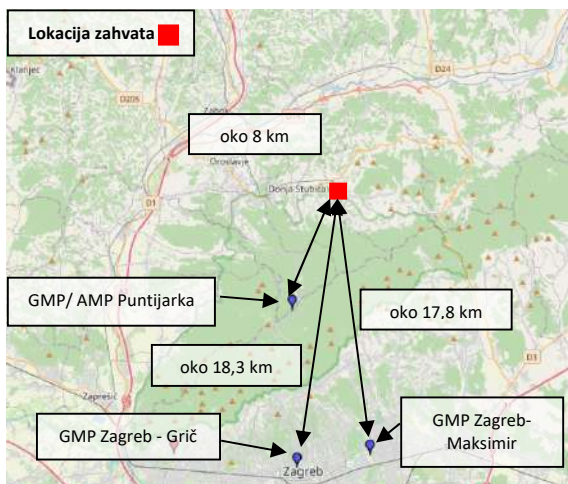 Lokacija zahvata
Klanjec
D24
D205
Zabok
oko 8 km
Oroslavje
Donja Stubica
D1
GMP/ AMP Puntijarka
oko 17,8 km
D3
oko 18,3 km
Zaprešić
GMP Zagreb - Grič
GMP Zagreb-
Maksimir
Zagreb